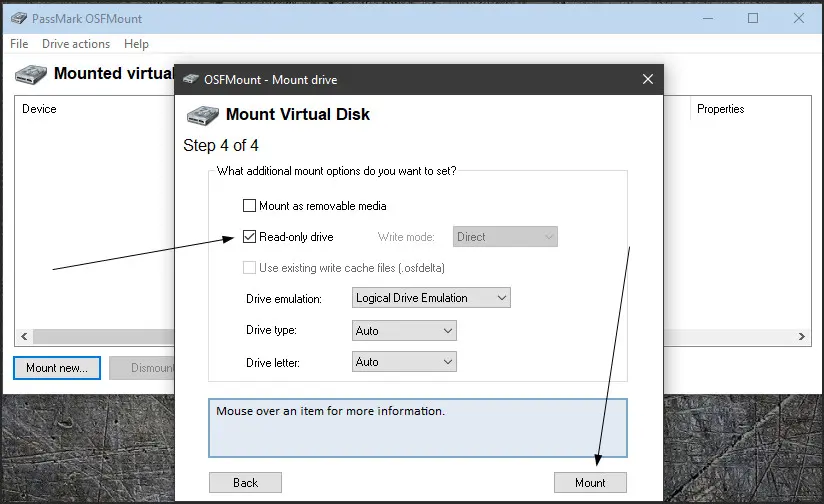 PassMark OSFMount
File Drive actions Help
Mounted virtual
Device
Properties
Mount new...
Dismount
OSFMount - Mount drive
Mount Virtual Disk
Step 4 of 4
What additional mount options do you want to set?
Mount as removable media
Read-only drive Write mode: Direct
Use existing write cache files (.osfdelta)
Drive emulation: Logical Drive Emulation
Drive type: Auto
Drive letter: Auto
Mouse over an item for more information.
Back Mount